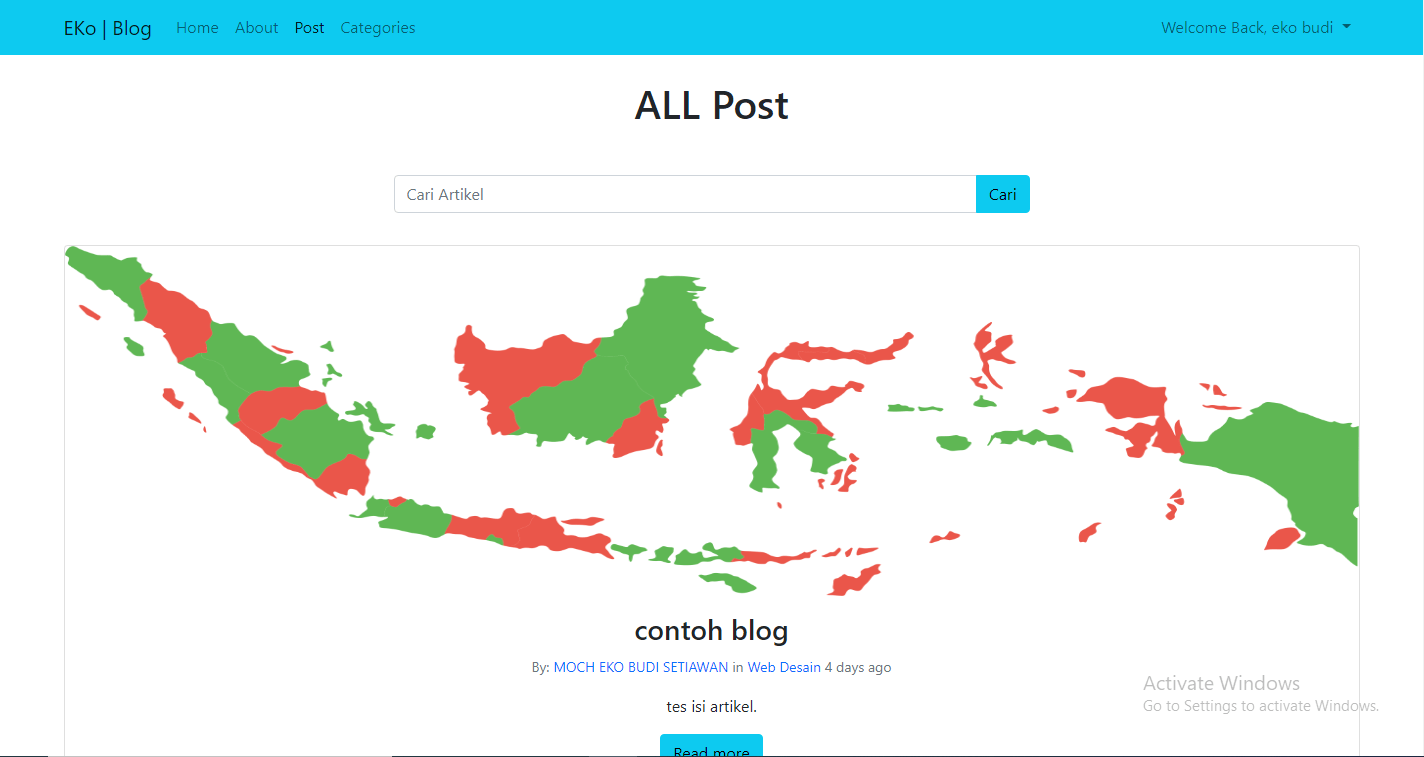 EKo | Blog Home About Post Categories Welcome Back, eko budi
ALL Post
Cari Artikel Cari
contoh blog
By: MOCH EKO BUDI SETIAWAN in Web Desain 4 days ago
Activate Windows
Go to Settings to activate Windows.
tes isi artikel.
Read more